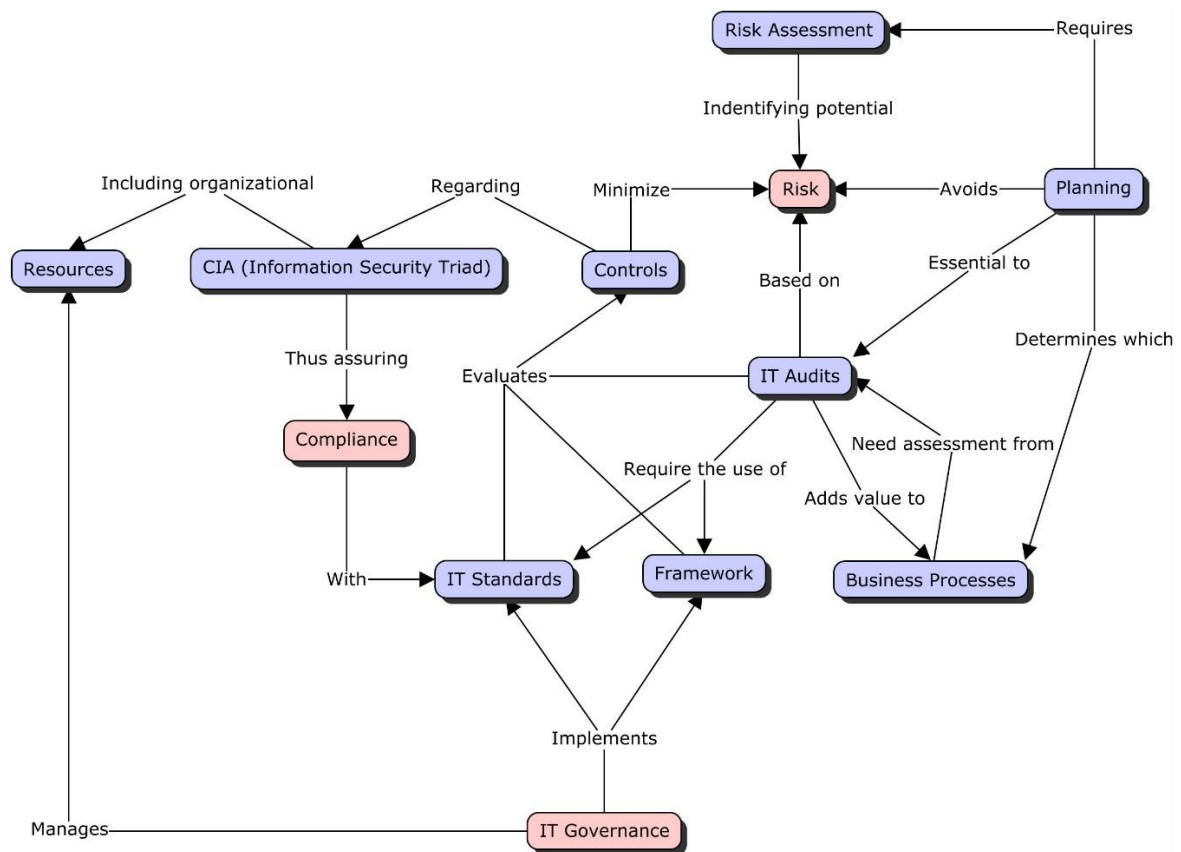 Risk Assessment
Requires
Indentifying potential
Including organizational
Regarding
Minimize
Risk
Avoids
Planning
Resources
CIA (Information Security Triad)
Controls
Based on
Essential to
Thus assuring
Evaluates
IT Audits
Determines which
Compliance
Require the use of
Need assessment from
Adds value to
With
IT Standards
Framework
Business Processes
Implements
Manages
IT Governance